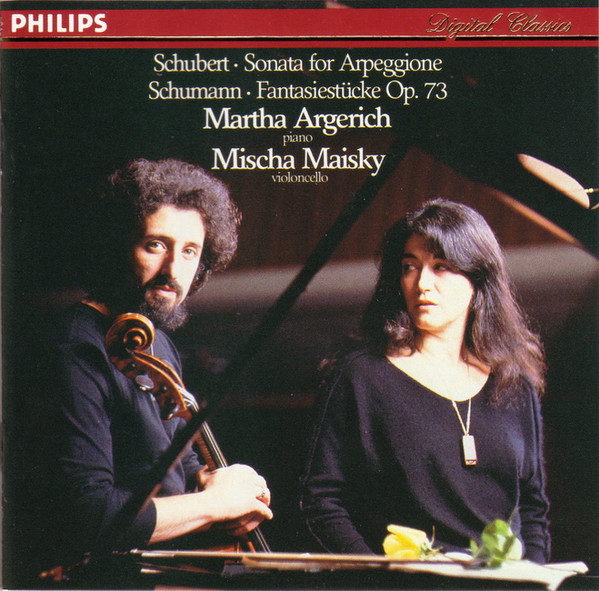 PHILIPS
Digital Classics
Schubert · Sonata for Arpeggione
Schumann · Fantasiestücke Op. 73
Martha Argerich
piano
Mischa Maisky
violoncello